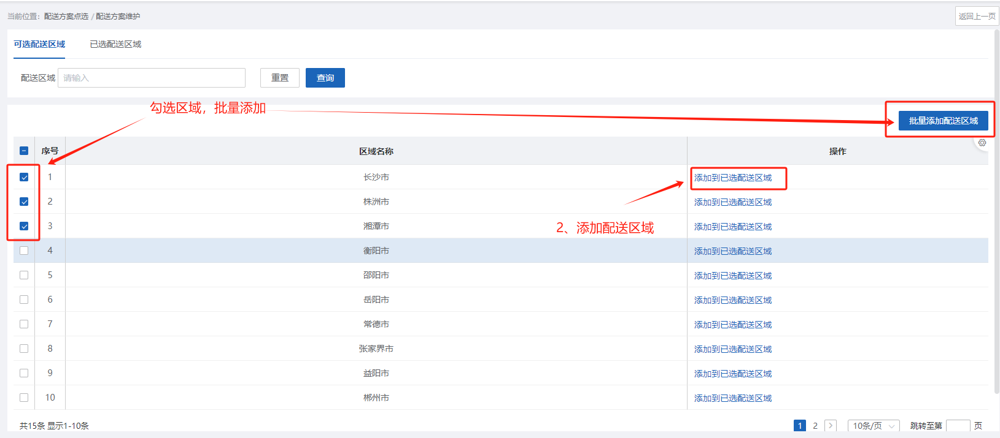 当前位置：配送方案点选 / 配送方案维护
返回上一页
可选配送区域 已选配送区域
配送区域 请输入 重置 查询
勾选区域，批量添加
批量添加配送区域
序号 区域名称 操作
1 长沙市 添加到已选配送区域
2 株洲市 添加到已选配送区域
3 湘潭市 添加到已选配送区域
2、添加配送区域
4 衡阳市 添加到已选配送区域
5 邵阳市 添加到已选配送区域
6 岳阳市 添加到已选配送区域
7 常德市 添加到已选配送区域
8 张家界市 添加到已选配送区域
9 益阳市 添加到已选配送区域
10 郴州市 添加到已选配送区域
共15条 显示1-10条 1 2 > 10条/页 跳转至第 页